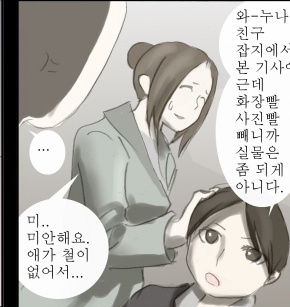 와-누나
친구
잡지에서
본 기사
근데
화장빨
사진빨
빼니까
실물은
좀 되게
아니다.
...
미..
미안해요.
애가 철이
없어서...